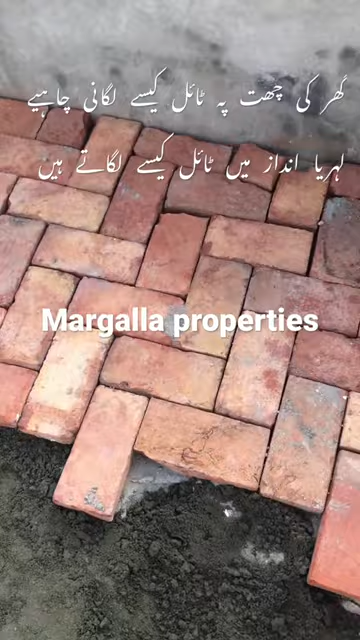 گھر کی چھت پہ ٹائل کیسے لگانی چاہیے
لہریا انداز میں ٹائل کیسے لگاتے ہیں
Margalla properties